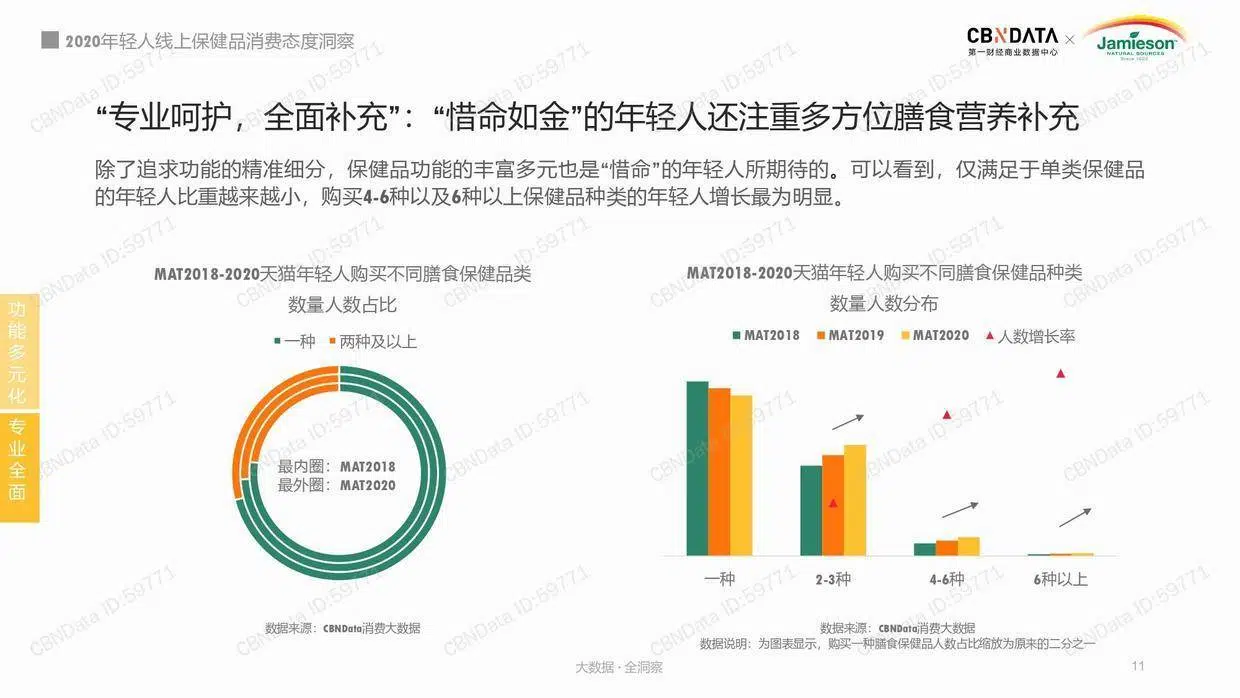 2020年轻人线上保健品消费态度洞察
CBNDATA × Jamieson
第一财经商业数据中心
NATURAL SOURCES
Since 1922
“专业呵护，全面补充”：“惜命如金”的年轻人还注重多方位膳食营养补充
除了追求功能的精准细分，保健品功能的丰富多元也是“惜命”的年轻人所期待的。可以看到，仅满足于单类保健品
的年轻人比重越来越小，购买4-6种以及6种以上保健品种类的年轻人增长最为明显。
功能多元化
专业全面
MAT2018-2020天猫年轻人购买不同膳食保健品类
数量人数占比
一种 两种及以上
最内圈：MAT2018
最外圈：MAT2020
数据来源：CBNData消费大数据
MAT2018-2020天猫年轻人购买不同膳食保健品种类
数量人数分布
MAT2018 MAT2019 MAT2020 人数增长率
一种 2-3种 4-6种 6种以上
数据来源：CBNData消费大数据
数据说明：为图表显示，购买一种膳食保健品人数占比缩放为原来的二分之一
大数据·全洞察
11
CBNData ID:59771